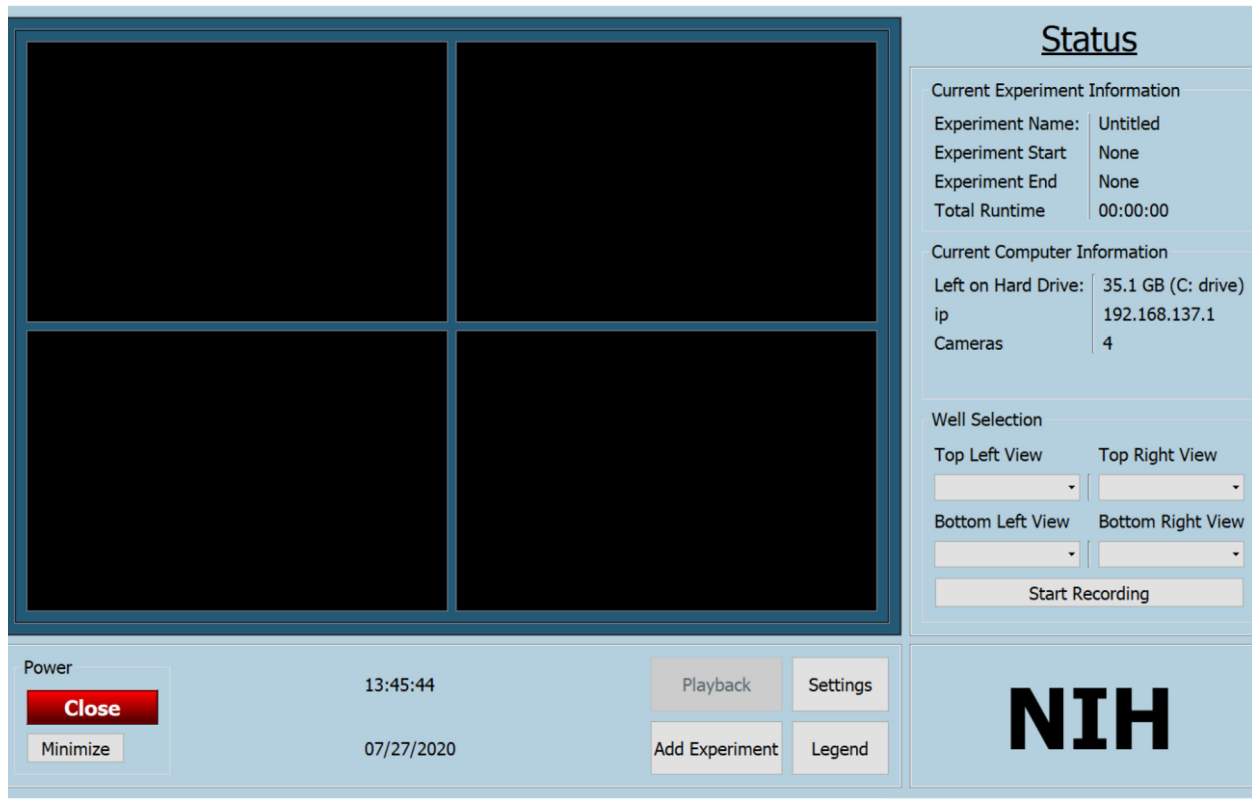 Status
Current Experiment Information
Experiment Name: Untitled
Experiment Start None
Experiment End None
Total Runtime 00:00:00
Current Computer Information
Left on Hard Drive: 35.1 GB (C: drive)
ip 192.168.137.1
Cameras 4
Well Selection
Top Left View Top Right View
Bottom Left View Bottom Right View
Start Recording
Power
Close
Minimize
13:45:44
07/27/2020
Playback Settings
Add Experiment Legend
NIH